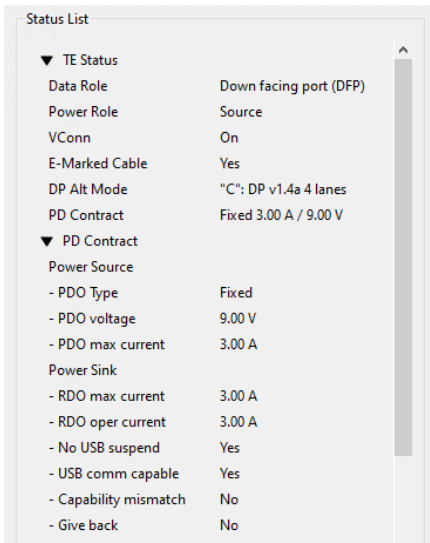 Status List
▼ TE Status
Data Role Down facing port (DFP)
Power Role Source
VConn On
E-Marked Cable Yes
DP Alt Mode "C": DP v1.4a 4 lanes
PD Contract Fixed 3.00 A / 9.00 V
▼ PD Contract
Power Source
- PDO Type Fixed
- PDO voltage 9.00 V
- PDO max current 3.00 A
Power Sink
- RDO max current 3.00 A
- RDO oper current 3.00 A
- No USB suspend Yes
- USB comm capable Yes
- Capability mismatch No
- Give back No